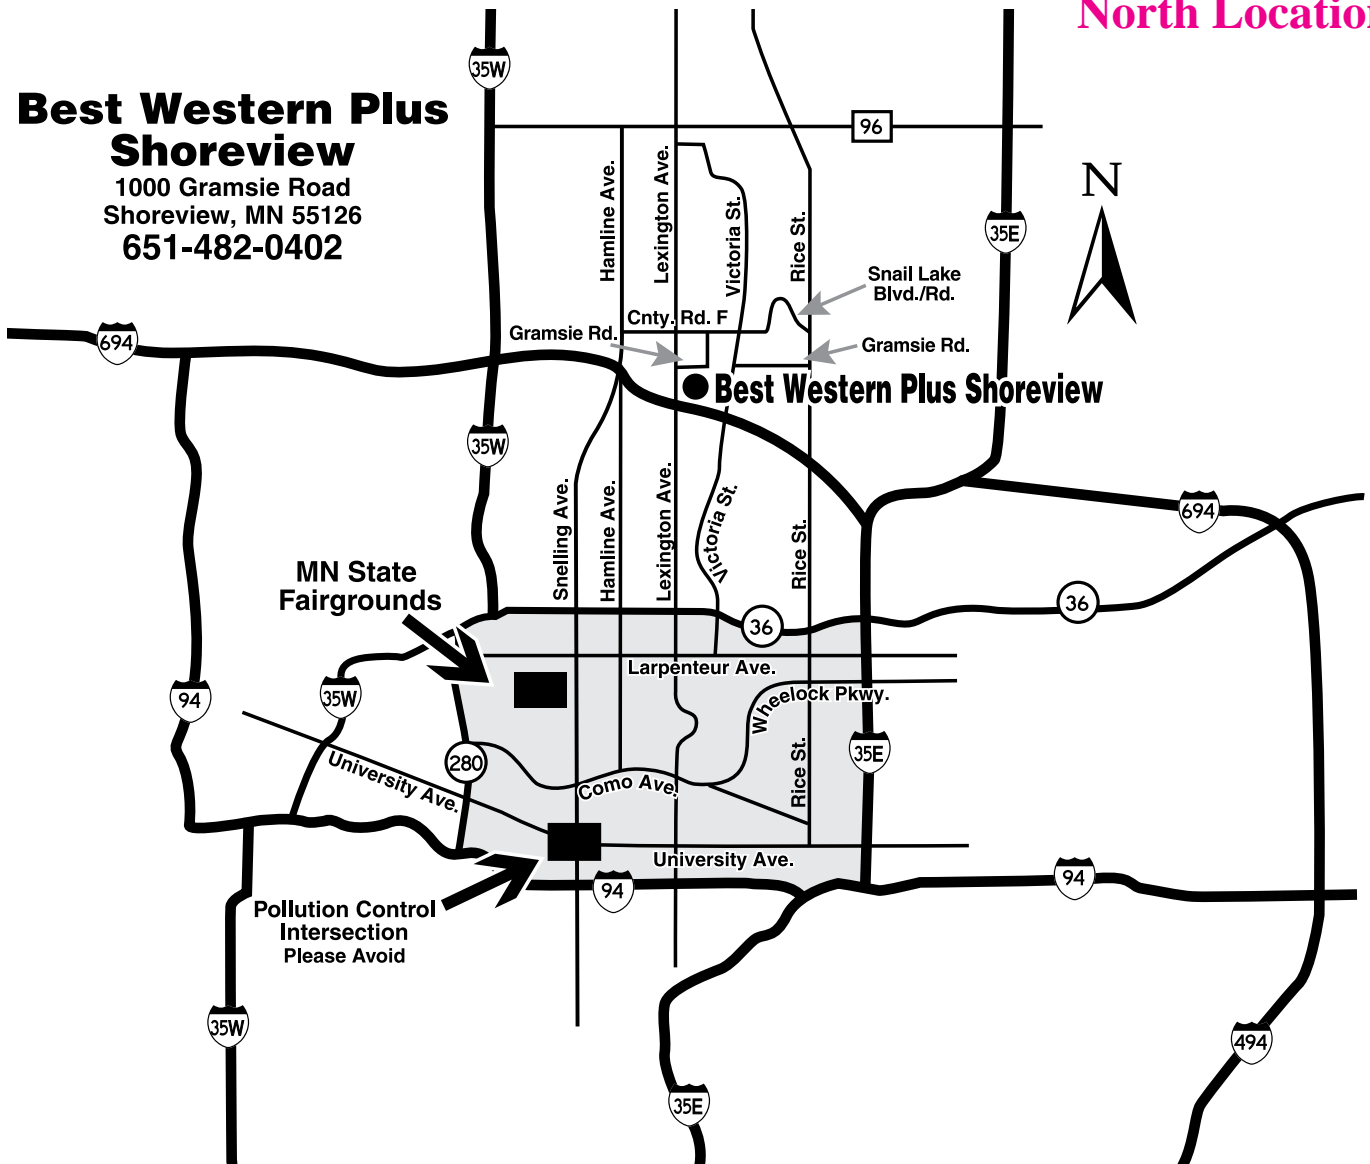 North Location
35W
Best Western Plus
Shoreview
1000 Gramsie Road
Shoreview, MN 55126
651-482-0402
96
Hamline Ave.
Lexington Ave.
Victoria St.
Rice St.
35E
N
Snail Lake
Blvd./Rd.
Cnty. Rd. F
Gramsie Rd.
Gramsie Rd.
694
Best Western Plus Shoreview
35W
Snelling Ave.
Hamline Ave.
Lexington Ave.
Victoria St.
Rice St.
694
MN State
Fairgrounds
36
36
Larpenteur Ave.
Wheelock Pkwy.
94
35W
280
University Ave.
Como Ave.
Rice St.
35E
University Ave.
94
94
Pollution Control
Intersection
Please Avoid
35W
494
35E